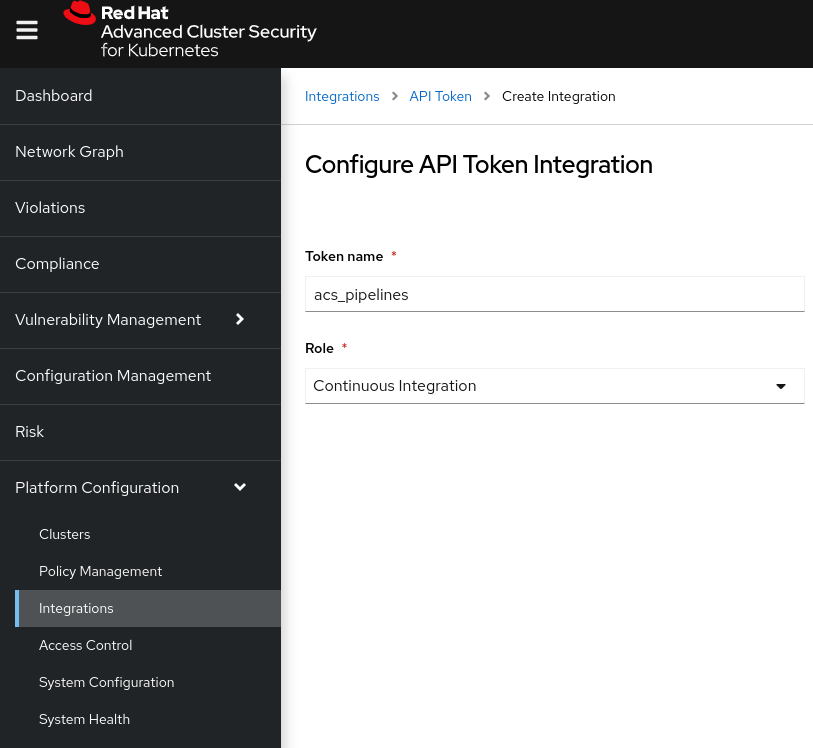 Red Hat
Advanced Cluster Security
for Kubernetes
Dashboard
Network Graph
Violations
Compliance
Vulnerability Management
Configuration Management
Risk
Platform Configuration
Clusters
Policy Management
Integrations
Access Control
System Configuration
System Health
Integrations > API Token > Create Integration
Configure API Token Integration
Token name *
acs_pipelines
Role *
Continuous Integration